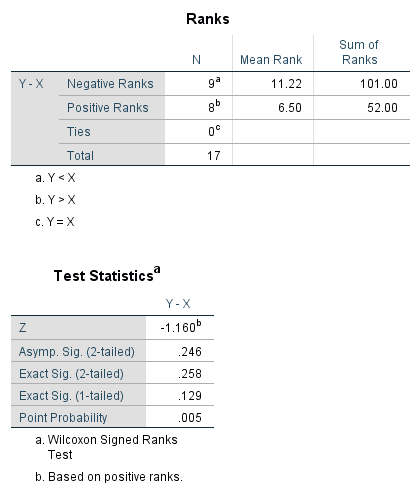 Ranks
N Mean Rank Sum of Ranks
Y - X Negative Ranks 9a 11.22 101.00
Positive Ranks 8b 6.50 52.00
Ties 0c
Total 17
a. Y < X
b. Y > X
c. Y = X
Test Statisticsa
Y - X
Z -1.160b
Asymp. Sig. (2-tailed) .246
Exact Sig. (2-tailed) .258
Exact Sig. (1-tailed) .129
Point Probability .005
a. Wilcoxon Signed Ranks
Test
b. Based on positive ranks.